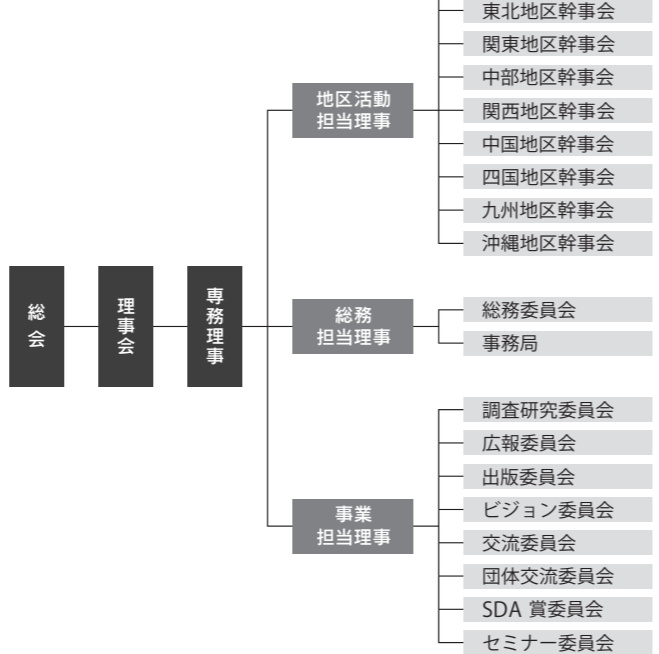 総会
理事会
専務理事
地区活動
担当理事
東北地区幹事会
関東地区幹事会
中部地区幹事会
関西地区幹事会
中国地区幹事会
四国地区幹事会
九州地区幹事会
沖縄地区幹事会
総務
担当理事
総務委員会
事務局
事業
担当理事
調査研究委員会
広報委員会
出版委員会
ビジョン委員会
交流委員会
団体交流委員会
SDA 賞委員会
セミナー委員会